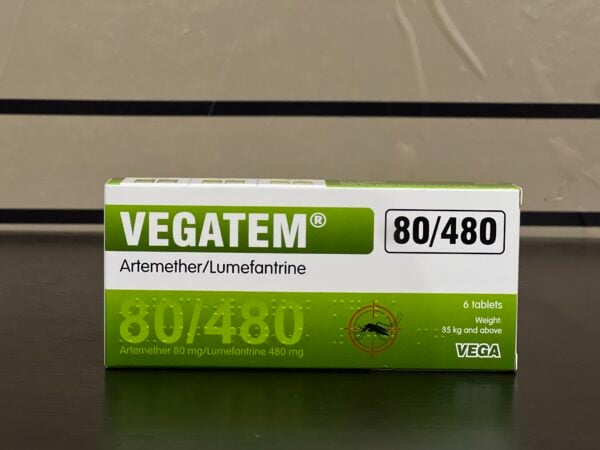 VEGATEM®
80/480
Artemether/Lumefantrine
80/480
Artemether 80 mg/Lumefantrine 480 mg
6 tablets
Weight:
35 kg and above
VEGA